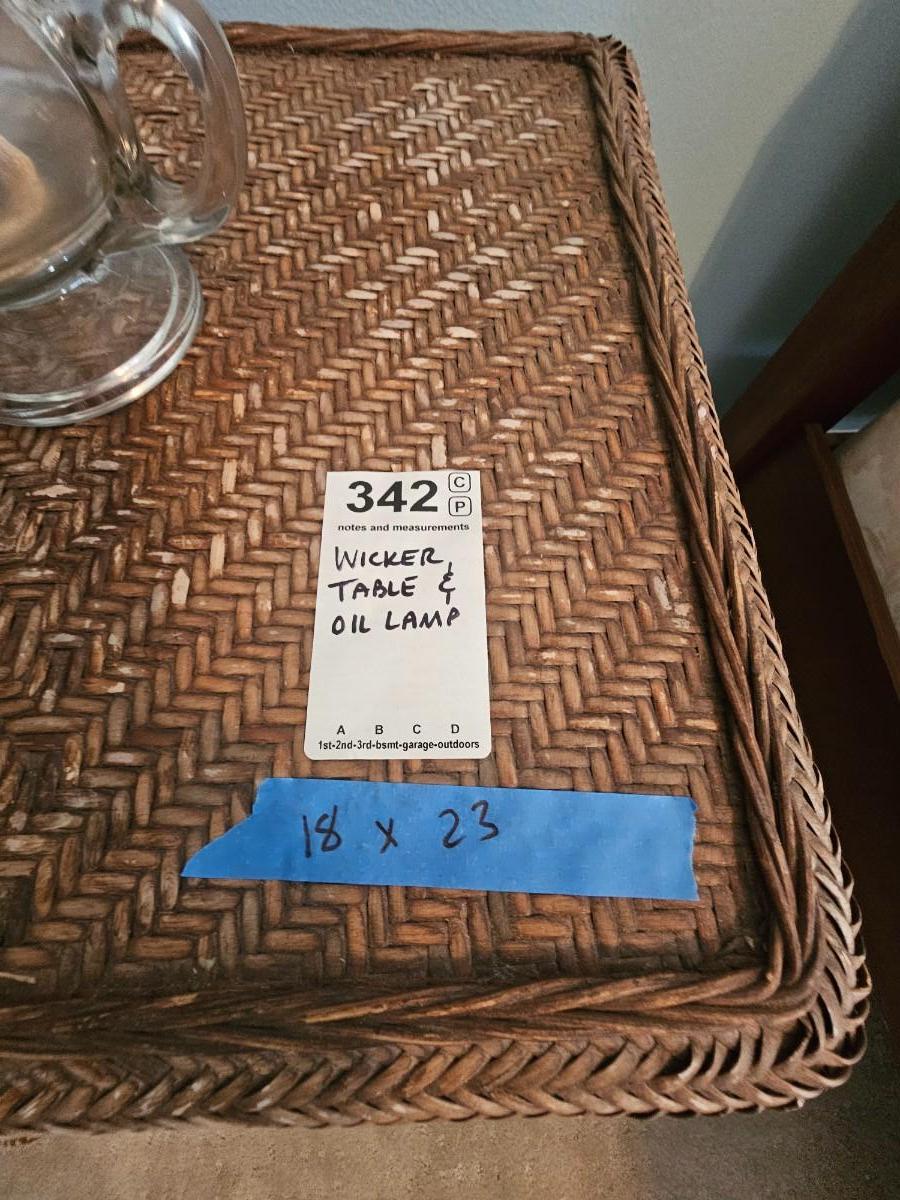 342 C
P
notes and measurements
WICKER
TABLE &
OIL LAMP
A B C D
1st-2nd-3rd-bsmt-garage-outdoors
18 x 23